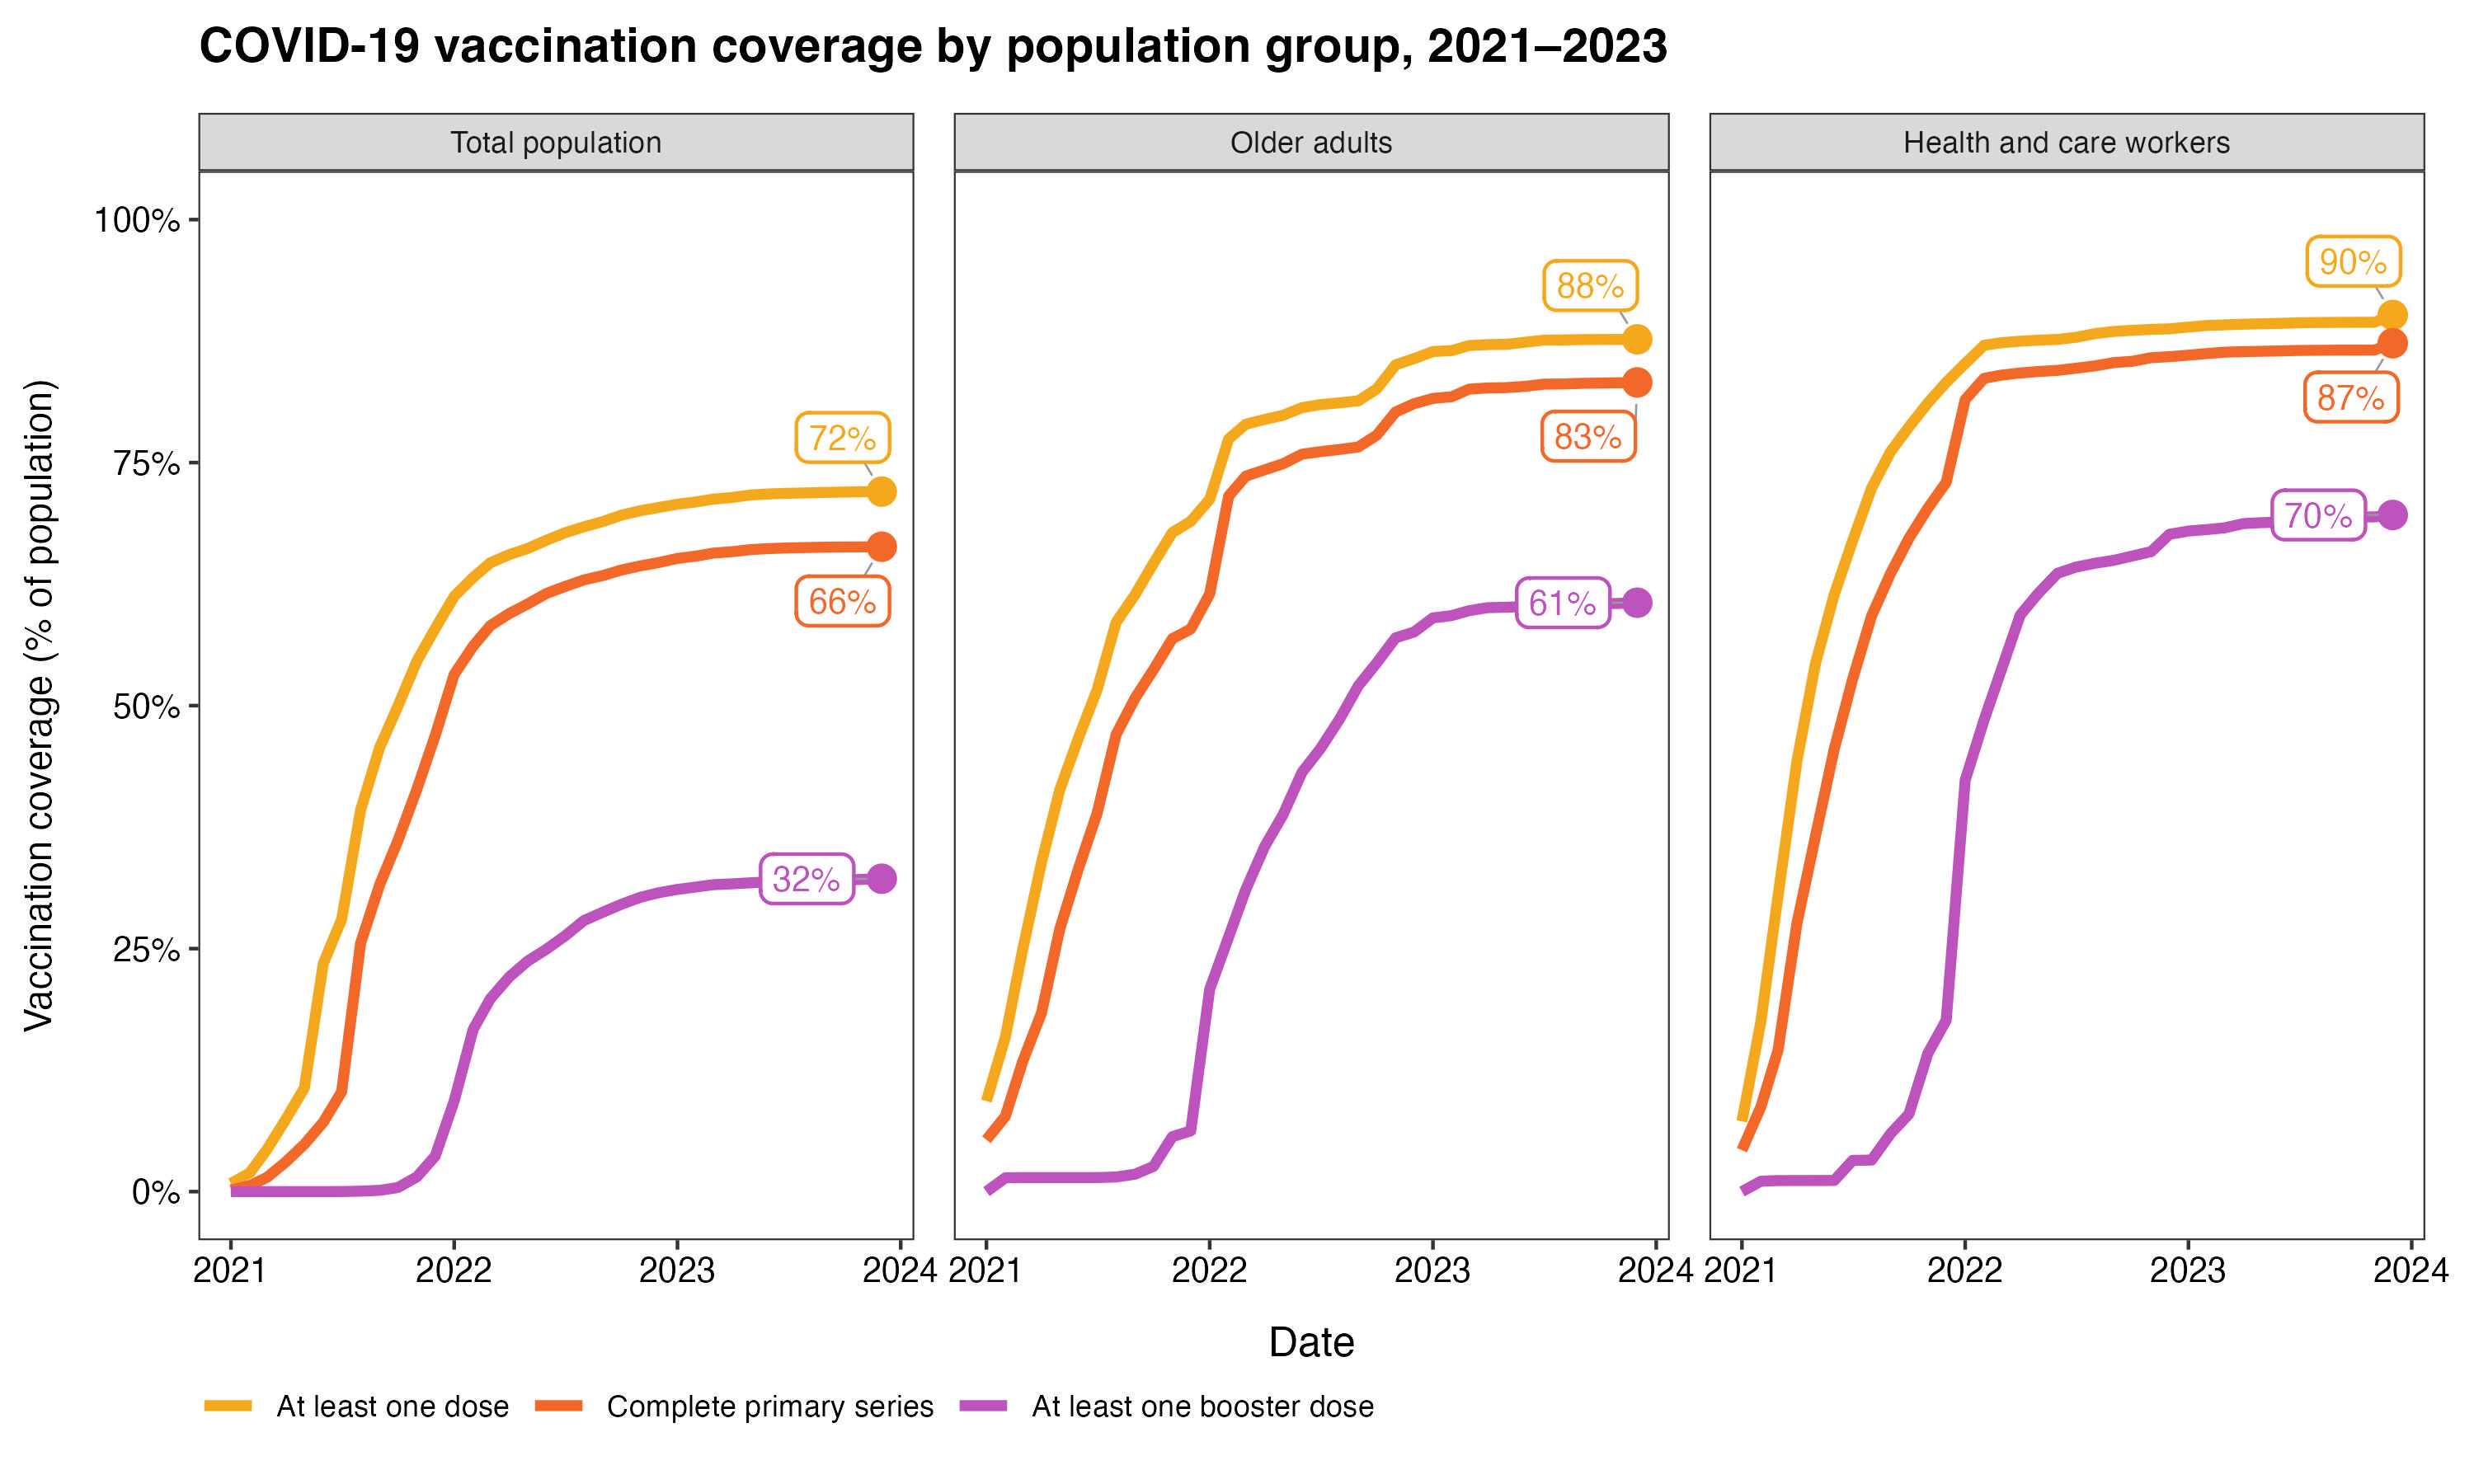 COVID-19 vaccination coverage by population group, 2021–2023
Total population
Older adults
Health and care workers
Vaccination coverage (% of population)
100%
75%
50%
25%
0%
72%
66%
32%
88%
83%
61%
90%
87%
70%
2021 2022 2023 2024
2021 2022 2023 2024
2021 2022 2023 2024
Date
At least one dose
Complete primary series
At least one booster dose